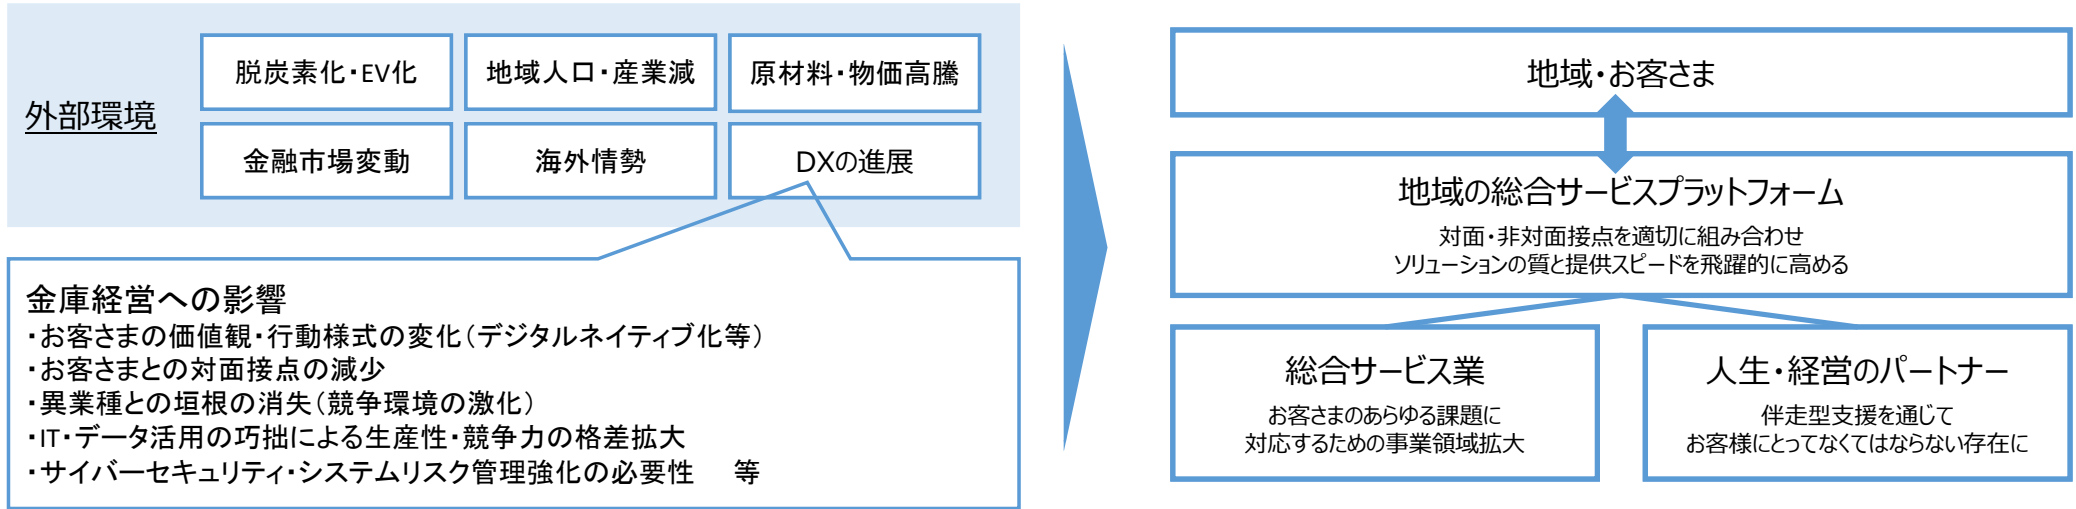 外部環境
脱炭素化・EV化
地域人口・産業減
原材料・物価高騰
金融市場変動
海外情勢
DXの進展
金庫経営への影響
・お客さまの価値観・行動様式の変化（デジタルネイティブ化等）
・お客さまとの対面接点の減少
・異業種との垣根の消失（競争環境の激化）
・IT・データ活用の巧拙による生産性・競争力の格差拡大
・サイバーセキュリティ・システムリスク管理強化の必要性　等
地域・お客さま
地域の総合サービスプラットフォーム
対面・非対面接点を適切に組み合わせ
ソリューションの質と提供スピードを飛躍的に高める
総合サービス業
お客さまのあらゆる課題に
対応するための事業領域拡大
人生・経営のパートナー
伴走型支援を通じて
お客様にとってなくてはならない存在に